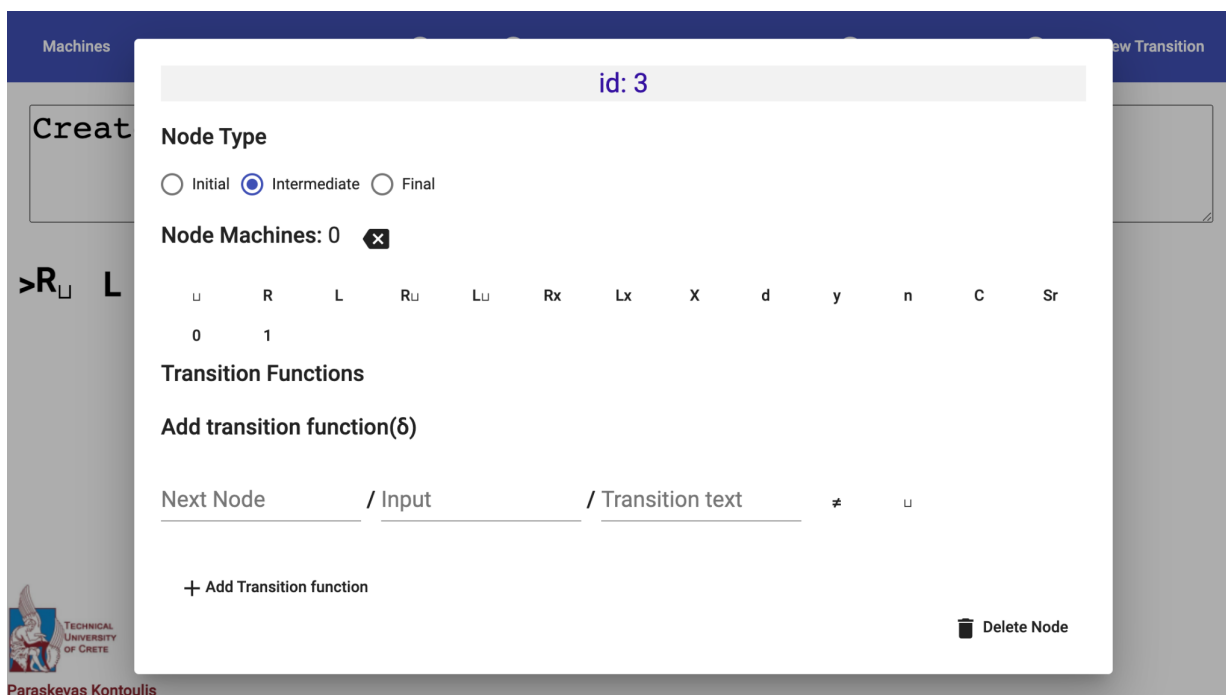 Machines
ew Transition
id: 3
Creat
Node Type
Initial Intermediate Final
Node Machines: 0
>R⊔ L
⊔ R L R⊔ L⊔ Rx Lx X d y n C Sr
0 1
Transition Functions
Add transition function(δ)
Next Node / Input / Transition text ≠ ⊔
+ Add Transition function
Delete Node
TECHNICAL
UNIVERSITY
OF CRETE
Paraskevas Kontoulis